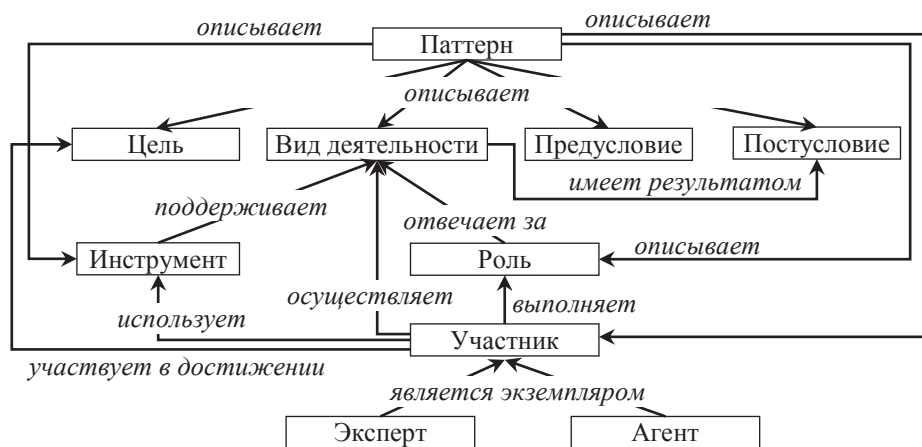 описывает
описывает
Паттерн
описывает
Цель
Вид деятельности
Предусловие
Постусловие
имеет результатом
поддерживает
отвечает за
Инструмент
Роль
описывает
осуществляет
выполняет
использует
Участник
участвует в достижении
является экземпляром
Эксперт
Агент